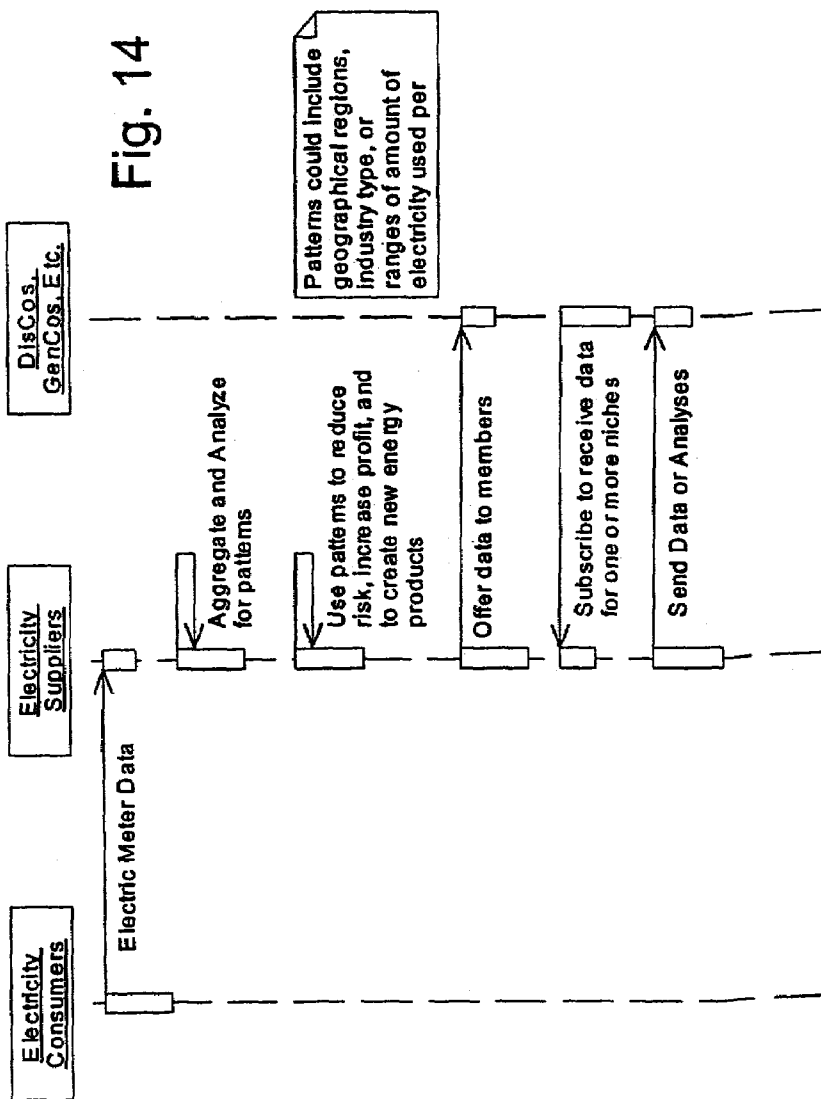 Fig. 14
Electricity
Consumers
Electricity
Suppliers
DisCos,
GenCos, Etc.
Electric Meter Data
Aggregate and Analyze
for patterns
Use patterns to reduce
risk, increase profit, and
to create new energy
products
Patterns could include
geographical regions,
industry type, or
ranges of amount of
electricity used per
Offer data to members
Subscribe to receive data
for one or more niches
Send Data or Analyses